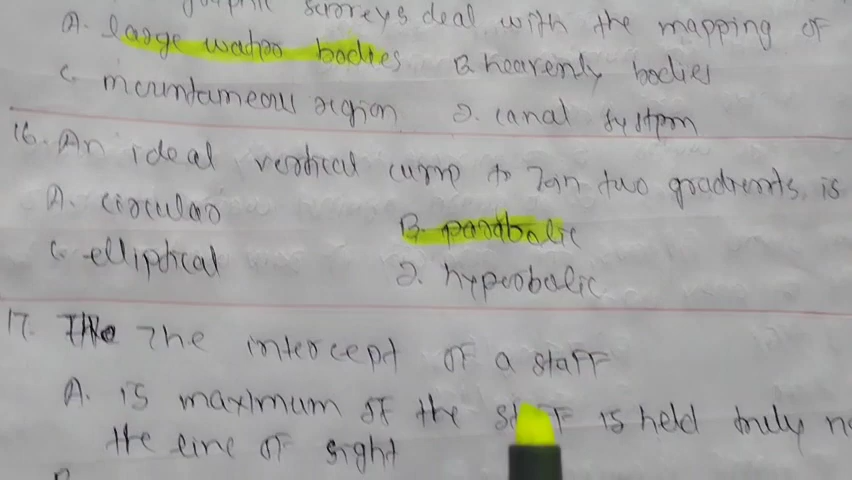 surveys deal with the mapping of
A. large water bodies B. heavenly bodies
C. mountaineou region D. canal system
16. An ideal vertical curve to Join two gradients, is
A. circular
B. parabolic
C. elliptical
D. hyperbolic
17. The The intercept of a staff
A. is maximum if the staff is held truly
the line of sight